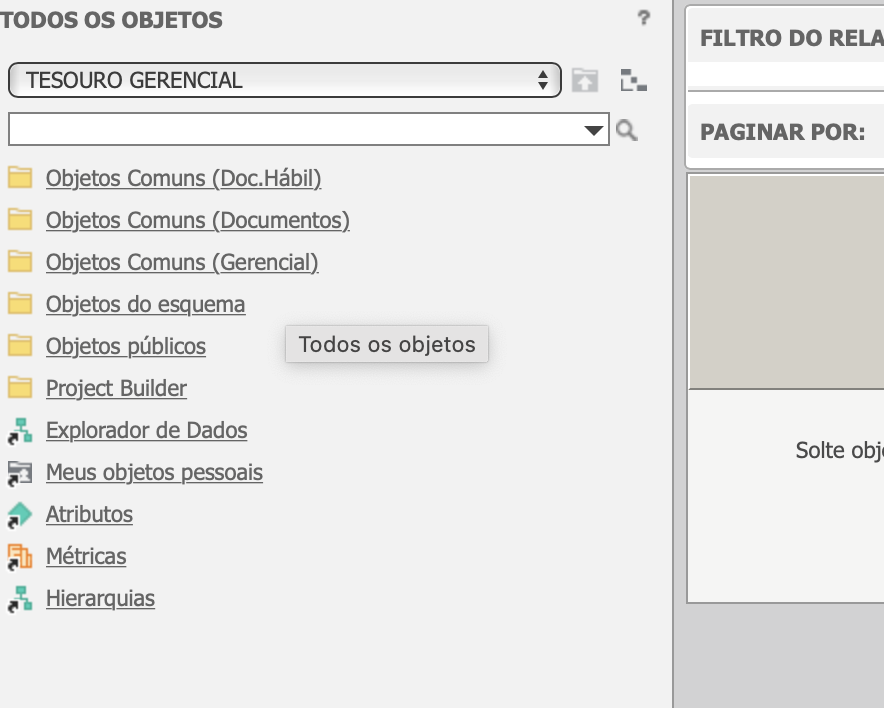 TODOS OS OBJETOS
?
TESOURO GERENCIAL
Objetos Comuns (Doc.Hábil)
Objetos Comuns (Documentos)
Objetos Comuns (Gerencial)
Objetos do esquema
Objetos públicos
Todos os objetos
Project Builder
Explorador de Dados
Meus objetos pessoais
Atributos
Métricas
Hierarquias
FILTRO DO RELA
PAGINAR POR:
Solte obj